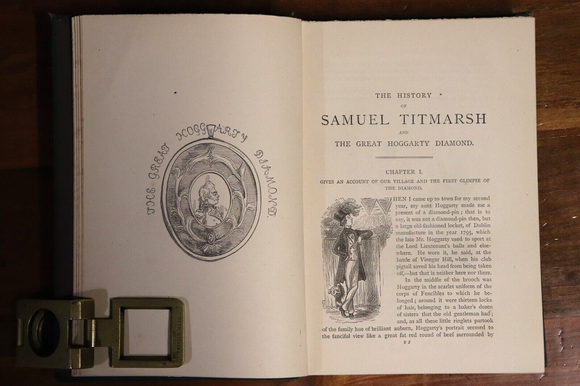 THE GREAT HOGGARTY DIAMOND.
THE HISTORY
OF
SAMUEL TITMARSH
AND
THE GREAT HOGGARTY DIAMOND.
CHAPTER I.
GIVES AN ACCOUNT OF OUR VILLAGE AND THE FIRST GLIMPSE OF
THE DIAMOND.
HEN I came up to town for my second
year, my aunt Hoggarty made me a
present of a diamond-pin; that is to
say, it was not a diamond-pin then, but
a large old-fashioned locket, of Dublin
manufacture in the year 1795, which
the late Mr. Hoggarty used to sport at
the Lord Lieutenant's balls and else-
where. He wore it, he said, at the
battle of Vinegar Hill, when his club
pigtail saved his head from being taken
off,—but that is neither here nor there.
In the middle of the brooch was
Hoggarty in the scarlet uniform of the
corps of Fencibles to which he be-
longed; around it were thirteen locks
of hair, belonging to a baker's dozen
of sisters that the old gentleman had;
and, as all these little ringlets partook
of the family hue of brilliant auburn, Hoggarty's portrait seemed to
the fanciful view like a great fat red round of beef surrounded by